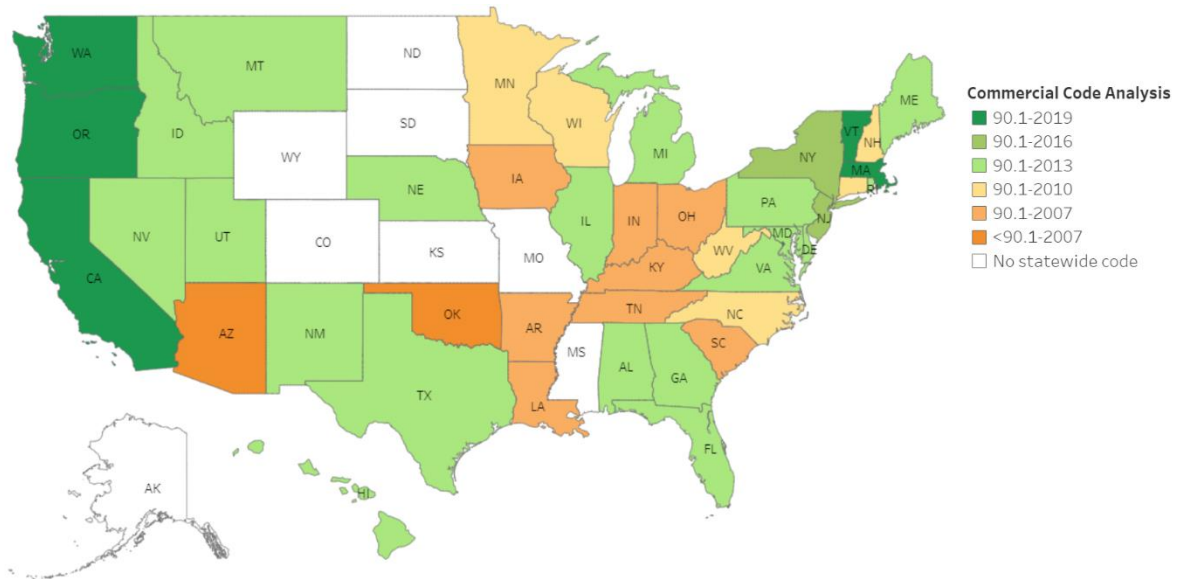 WA
MT
ND
MN
ME
OR
ID
SD
WI
VT
NH
WY
MI
NY
MA
RI
IA
NE
PA
NJ
NV
UT
IL
IN
OH
MD
DE
CO
KS
MO
WV
VA
CA
KY
OK
TN
NC
AZ
NM
AR
SC
MS
AL
GA
TX
LA
FL
AK
HI
Commercial Code Analysis
90.1-2019
90.1-2016
90.1-2013
90.1-2010
90.1-2007
<90.1-2007
No statewide code